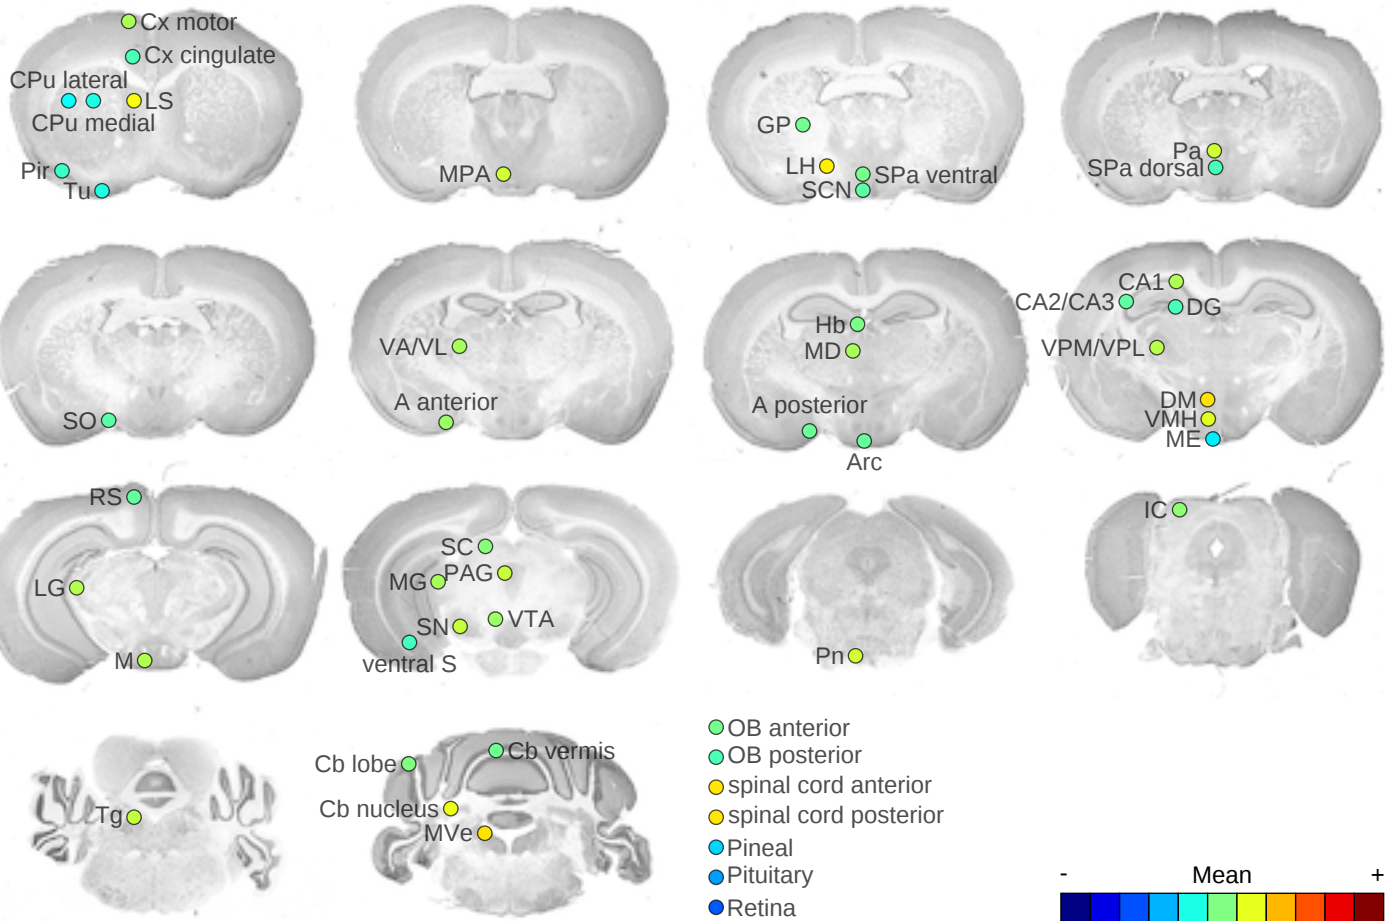 Cx motor
Cx cingulate
CPu lateral
LS
CPu medial
Pir
Tu
MPA
GP
LH
SPa ventral
SCN
Pa
SPa dorsal
SO
VA/VL
A anterior
Hb
MD
A posterior
Arc
CA1
CA2/CA3
DG
VPM/VPL
DM
VMH
ME
RS
LG
M
SC
MG
PAG
SN
VTA
ventral S
Pn
IC
Tg
Cb lobe
Cb vermis
Cb nucleus
MVe
OB anterior
OB posterior
spinal cord anterior
spinal cord posterior
Pineal
Pituitary
Retina
- Mean +